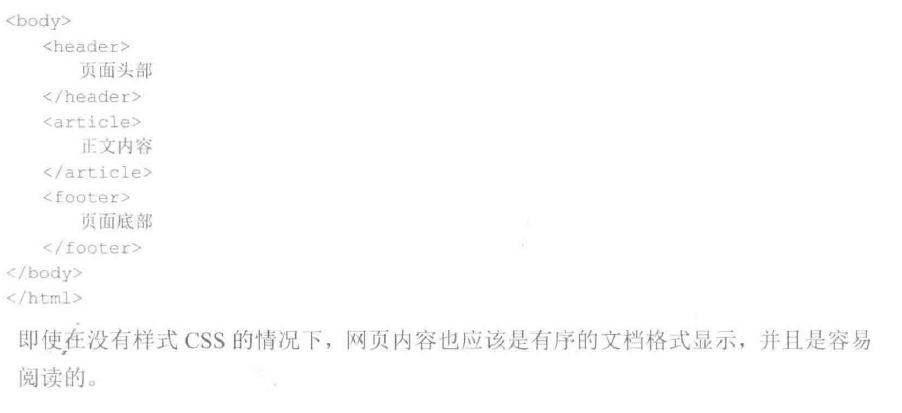 <body>
<header>
页面头部
</header>
<article>
正文内容
</article>
<footer>
页面底部
</footer>
</body>
</html>
即使在没有样式 CSS 的情况下，网页内容也应该是有序的文档格式显示，并且是容易
阅读的。